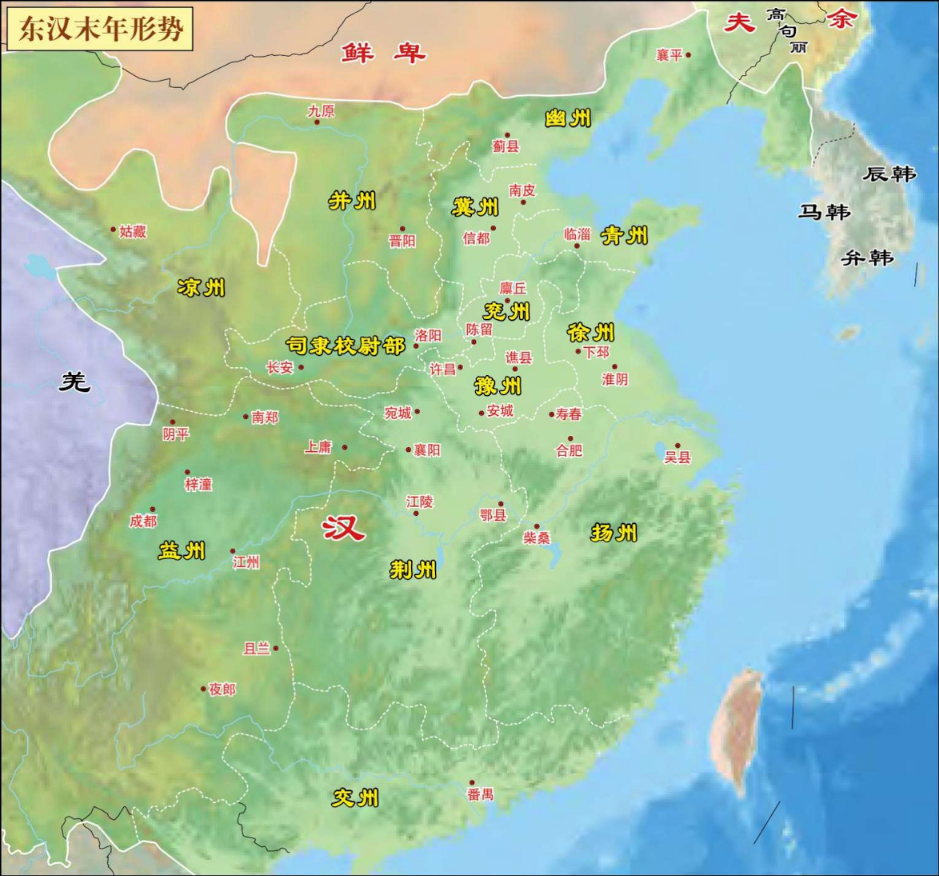 东汉末年形势
夫
余
高句丽
鲜卑
襄平
九原
幽州
蓟县
并州
冀州
南皮
信都
晋阳
临淄
青州
辰韩
马韩
弁韩
姑藏
凉州
廪丘
兖州
徐州
司隶校尉部
洛阳
陈留
下邳
长安
许昌
谯县
淮阴
豫州
羌
南郑
阴平
宛城
安城
寿春
上庸
襄阳
合肥
吴县
梓潼
成都
江陵
鄂县
汉
柴桑
扬州
益州
江州
荆州
且兰
夜郎
交州
番禺